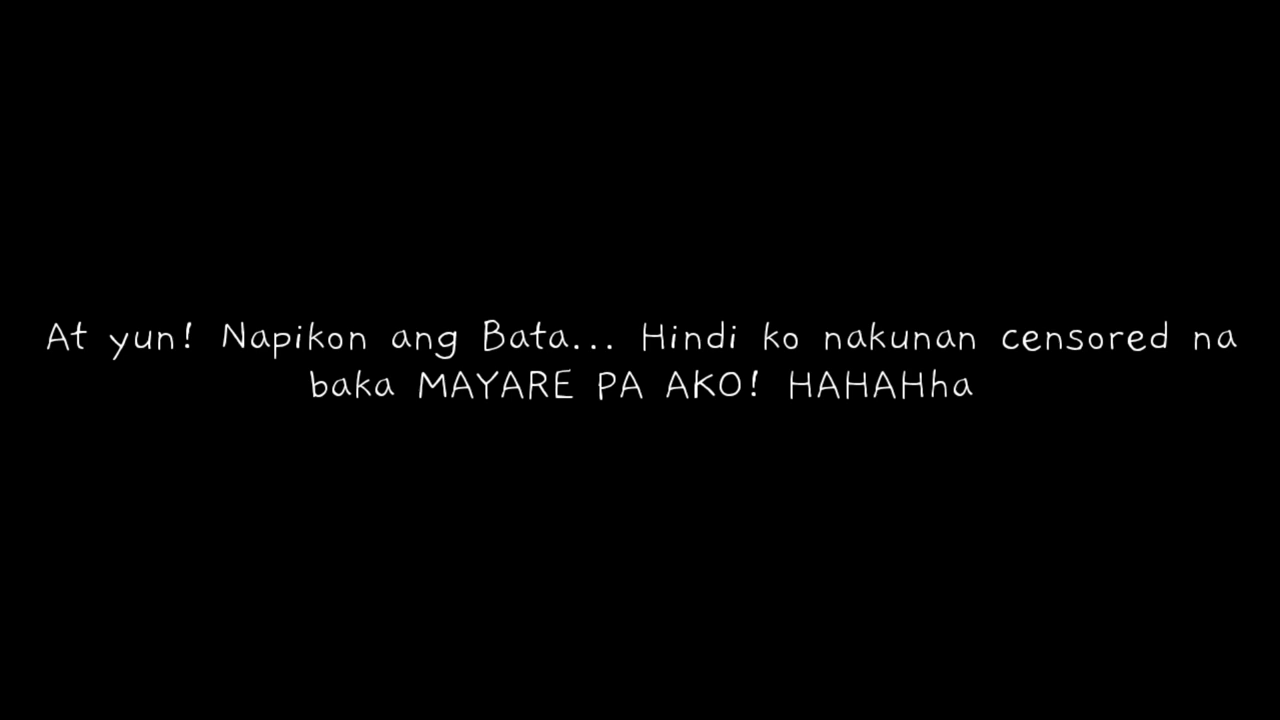 At yun! Napikon ang Bata... Hindi ko nakunan censored na
baka MAYARE PA AKO! HAHAHha